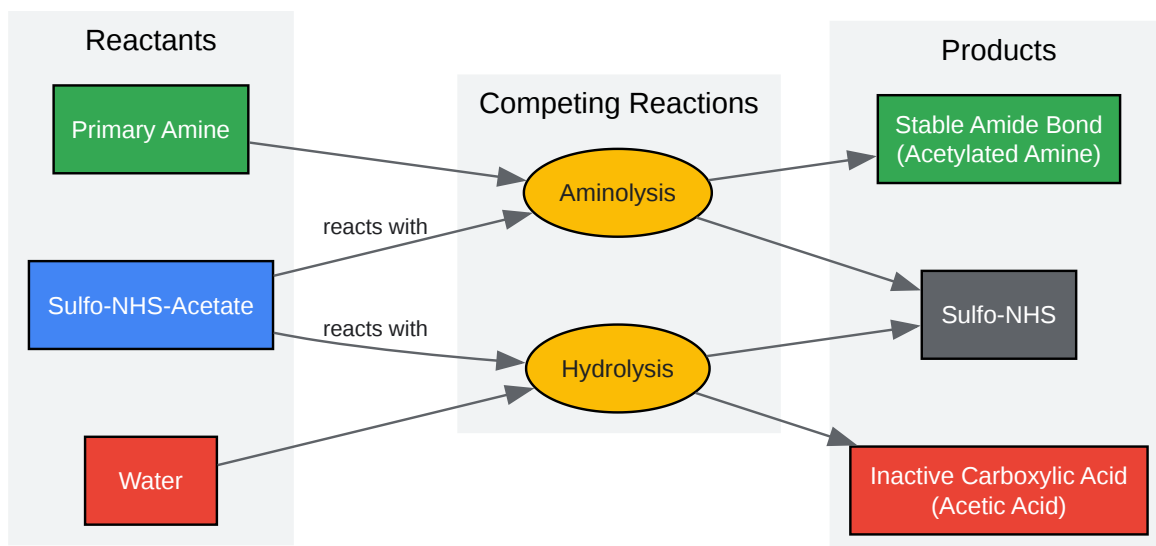 Reactants
Primary Amine
Sulfo-NHS-Acetate
Water
reacts with
reacts with
Competing Reactions
Aminolysis
Hydrolysis
Products
Stable Amide Bond
(Acetylated Amine)
Sulfo-NHS
Inactive Carboxylic Acid
(Acetic Acid)